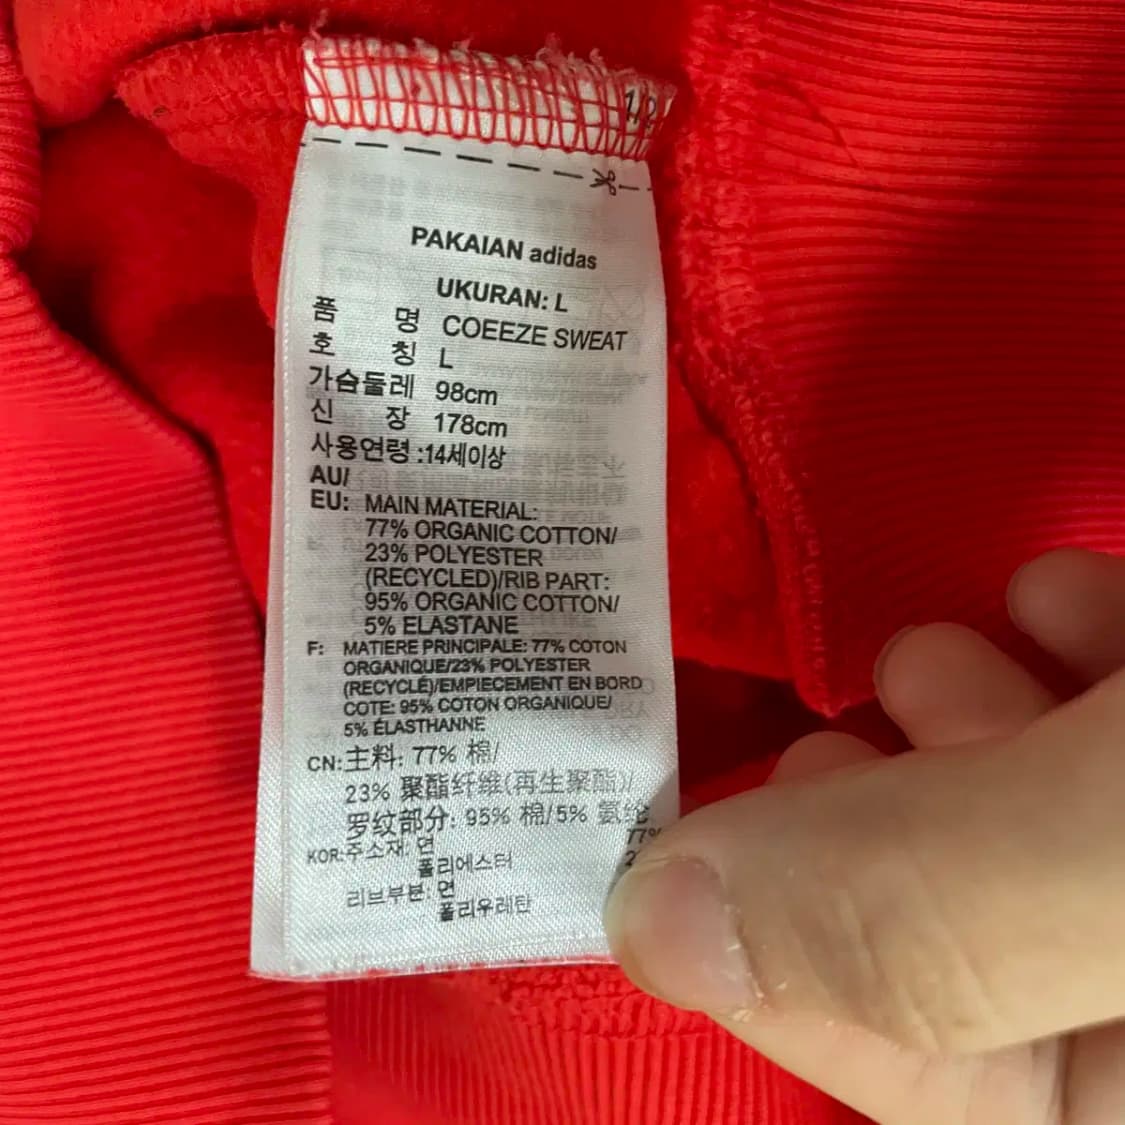 PAKAIAN adidas
UKURAN: L
품 명 COEEZE SWEAT
호 칭 L
가슴둘레 98cm
신 장 178cm
사용연령 :14세이상
AU/
EU: MAIN MATERIAL:
77% ORGANIC COTTON/
23% POLYESTER
(RECYCLED)/RIB PART:
95% ORGANIC COTTON/
5% ELASTANE
F: MATIERE PRINCIPALE: 77% COTON
ORGANIQUE/23% POLYESTER
(RECYCLÉ)/EMPIECEMENT EN BORD
COTE: 95% COTON ORGANIQUE/
5% ÉLASTHANNE
CN:主料: 77% 棉/
23% 聚酯纤维(再生聚酯)/
罗纹部分: 95% 棉/5% 氨纶
KOR:주소재: 면 77%
폴리에스터
리브부분: 면
폴리우레탄